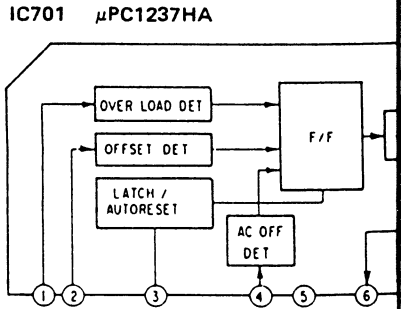 IC701 μPC1237HA
OVER LOAD DET
OFFSET DET
F/F
LATCH /
AUTORESET
AC OFF
DET
1 2 3 4 5 6